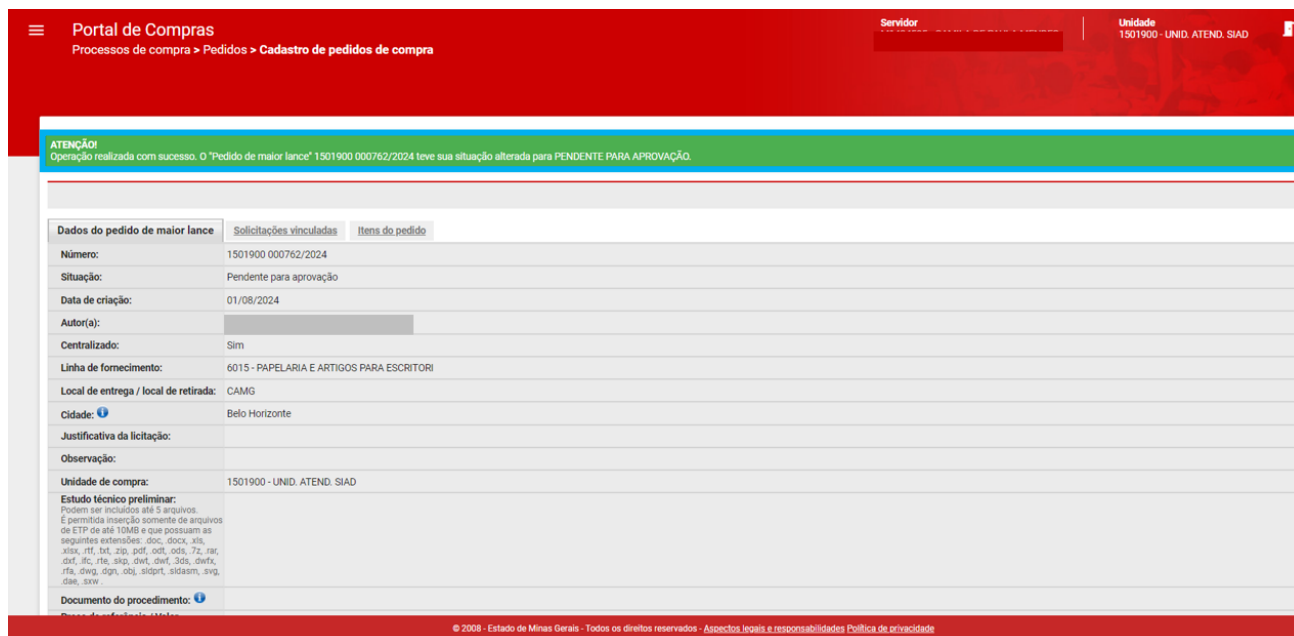 Portal de Compras
Processos de compra > Pedidos > Cadastro de pedidos de compra
Servidor
Unidade
1501900 - UNID. ATEND. SIAD
ATENÇÃO!
Operação realizada com sucesso. O "Pedido de maior lance" 1501900 000762/2024 teve sua situação alterada para PENDENTE PARA APROVAÇÃO.
Dados do pedido de maior lance Solicitações vinculadas Itens do pedido
Número: 1501900 000762/2024
Situação: Pendente para aprovação
Data de criação: 01/08/2024
Autor(a):
Centralizado: Sim
Linha de fornecimento: 6015 - PAPELARIA E ARTIGOS PARA ESCRITORI
Local de entrega / local de retirada: CAMG
Cidade: Belo Horizonte
Justificativa da licitação:
Observação:
Unidade de compra: 1501900 - UNID. ATEND. SIAD
Estudo técnico preliminar:
Podem ser incluídos até 5 arquivos.
É permitida inserção somente de arquivos
de ETP de até 10MB e que possuam as
seguintes extensões: .doc, .docx, .xls,
.xlsx, .rtf, .txt, .zip, .pdf, .odt, .ods, .7z, .rar,
.dxf, .ifc, .rte, .skp, .dwt, .dwf, .3ds, .dwfx,
.rfa, .dwg, .dgn, .obj, .sldprt, .sldasm, .svg,
.dae, .sxw .
Documento do procedimento:
© 2008 - Estado de Minas Gerais - Todos os direitos reservados - Aspectos legais e responsabilidades Política de privacidade